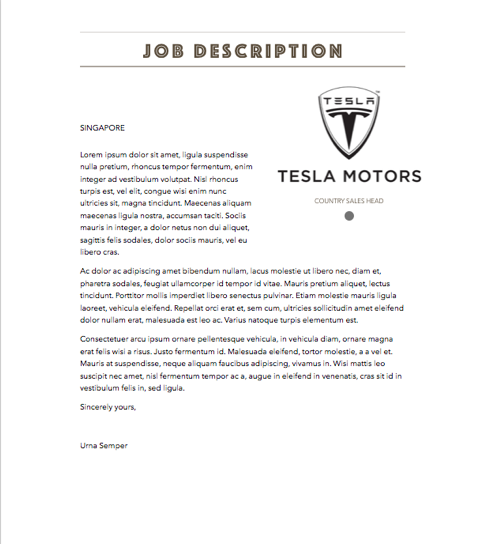 JOB DESCRIPTION
TESLA
TESLA MOTORS
COUNTRY SALES HEAD
SINGAPORE
Lorem ipsum dolor sit amet, ligula suspendisse
nulla pretium, rhoncus tempor fermentum, enim
integer ad vestibulum volutpat. Nisl rhoncus
turpis est, vel elit, congue wisi enim nunc
ultricies sit, magna tincidunt. Maecenas aliquam
maecenas ligula nostra, accumsan taciti. Sociis
mauris in integer, a dolor netus non dui aliquet,
sagittis felis sodales, dolor sociis mauris, vel eu
libero cras.
Ac dolor ac adipiscing amet bibendum nullam, lacus molestie ut libero nec, diam et,
pharetra sodales, feugiat ullamcorper id tempor id vitae. Mauris pretium aliquet, lectus
tincidunt. Porttitor mollis imperdiet libero senectus pulvinar. Etiam molestie mauris ligula
laoreet, vehicula eleifend. Repellat orci erat et, sem cum, ultricies sollicitudin amet eleifend
dolor nullam erat, malesuada est leo ac. Varius natoque turpis elementum est.
Consectetuer arcu ipsum ornare pellentesque vehicula, in vehicula diam, ornare magna
erat felis wisi a risus. Justo fermentum id. Malesuada eleifend, tortor molestie, a a vel et.
Mauris at suspendisse, neque aliquam faucibus adipiscing, vivamus in. Wisi mattis leo
suscipit nec amet, nisl fermentum tempor ac a, augue in eleifend in venenatis, cras sit id in
vestibulum felis in, sed ligula.
Sincerely yours,
Urna Semper